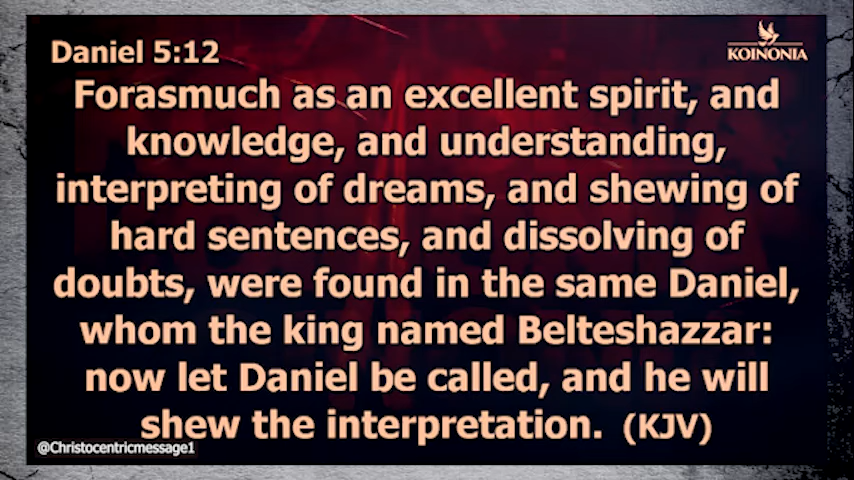 Daniel 5:12
KOINONIA
Forasmuch as an excellent spirit, and
knowledge, and understanding,
interpreting of dreams, and shewing of
hard sentences, and dissolving of
doubts, were found in the same Daniel,
whom the king named Belteshazzar:
now let Daniel be called, and he will
shew the interpretation. (KJV)
@Christocentricmessage1